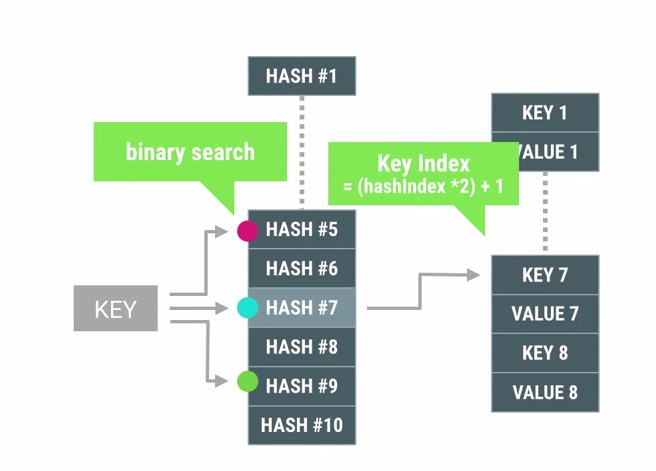 HASH #1
binary search
KEY
HASH #5
HASH #6
HASH #7
HASH #8
HASH #9
HASH #10
Key Index
= (hashIndex *2) + 1
KEY 1
VALUE 1
KEY 7
VALUE 7
KEY 8
VALUE 8